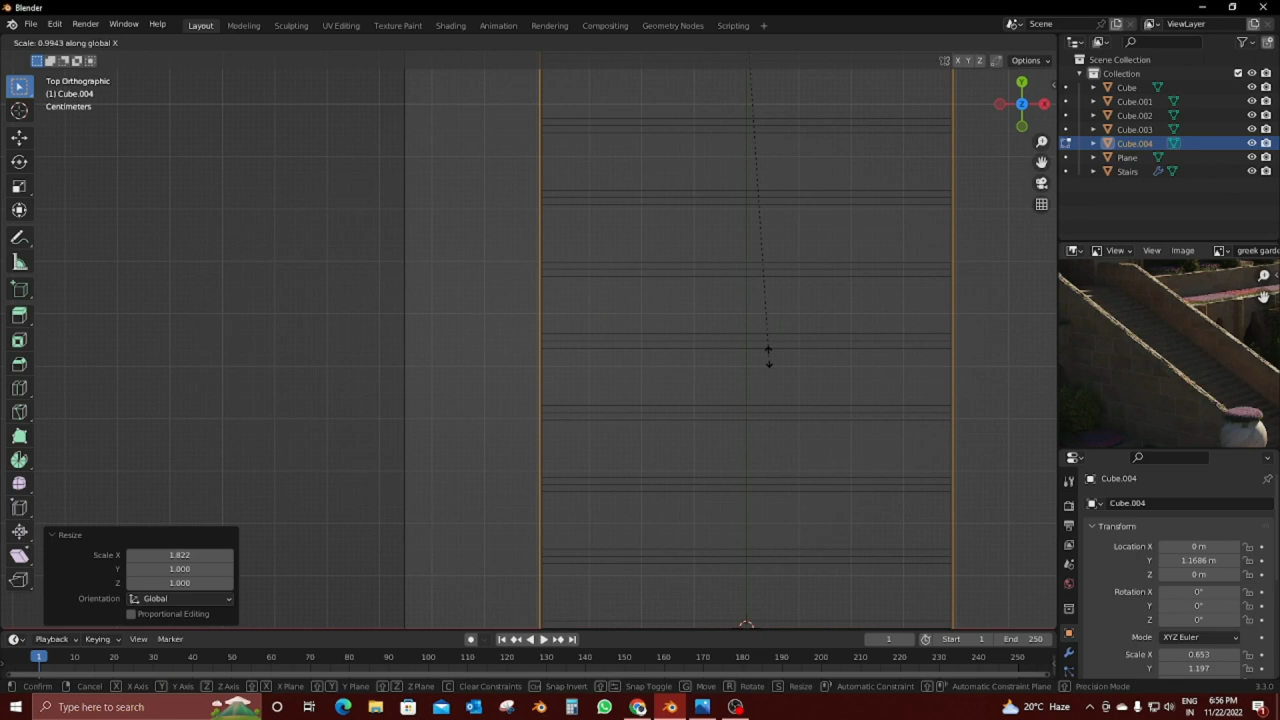 Blender
File Edit Render Window Help Layout Modeling Sculpting UV Editing Texture Paint Shading Animation Rendering Compositing Geometry Nodes Scripting + Scene ViewLayer
Scale: 0.9943 along global X
X Y Z Options
Top Orthographic
(1) Cube.004
Centimeters
Y
Z X
Scene Collection
Collection
Cube
Cube.001
Cube.002
Cube.003
Cube.004
Plane
Stairs
View View Image greek gard
Cube.004
Cube.004
Transform
Location X 0 m
Y 1.1686 m
Z 0 m
Rotation X 0°
Y 0°
Z 0°
Mode XYZ Euler
Scale X 0.653
Y 1.197
Resize
Scale X 1.822
Y 1.000
Z 1.000
Orientation Global
Proportional Editing
Playback Keying View Marker 1 Start 1 End 250
1 10 20 30 40 50 60 70 80 90 100 110 120 130 140 150 160 170 180 190 200 210 220 230 240 250
Confirm Cancel X X Axis Y Y Axis Z Z Axis X X Plane Y Y Plane Z Z Plane C Clear Constraints Ctrl Snap Invert Snap Toggle G Move R Rotate S Resize Automatic Constraint Automatic Constraint Plane Precision Mode 3.3.0
Type here to search 20°C Haze ENG IN 6:56 PM 11/22/2022